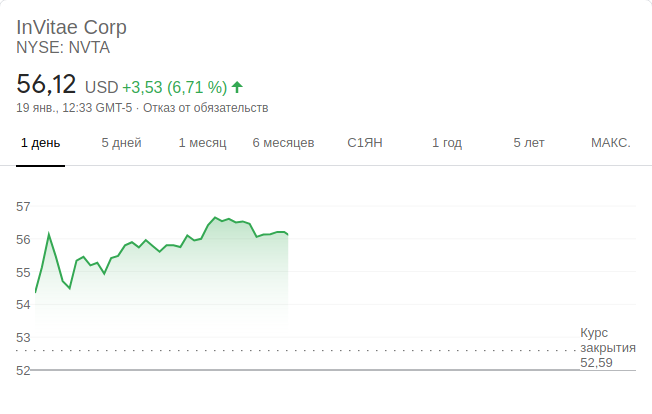 InVitae Corp
NYSE: NVTA
56,12 USD +3,53 (6,71 %)
19 янв., 12:33 GMT-5 · Отказ от обязательств
1 день 5 дней 1 месяц 6 месяцев С1ЯН 1 год 5 лет МАКС.
57
56
55
54
53
Курс
закрытия
52,59
52